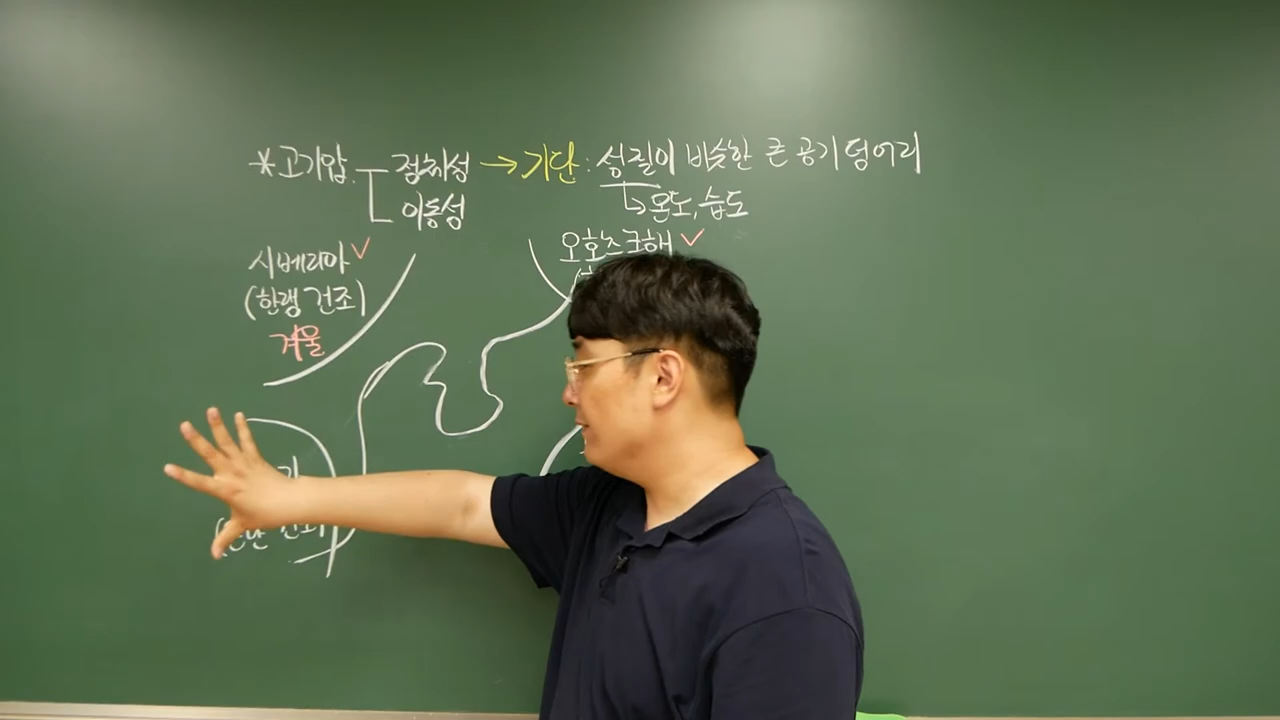 *고기압 정체성 → 기단 : 성질이 비슷한 큰 공기 덩어리
이동성 ↳ 온도, 습도
시베리아 ✓
(한랭 건조)
겨울
오호츠크해 ✓
건조)